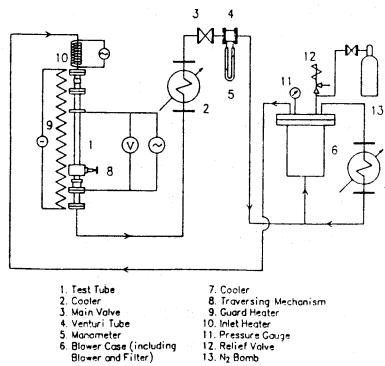 3
4
12
10
11
2
5
13
9
1
V
8
6
7
1. Test Tube
2. Cooler
3. Main Valve
4. Venturi Tube
5. Manometer
6. Blower Case (including
Blower and Filter)
7. Cooler
8. Traversing Mechanism
9. Guard Heater
10. Inlet Heater
11. Pressure Gauge
12. Relief Valve
13. N₂ Bomb